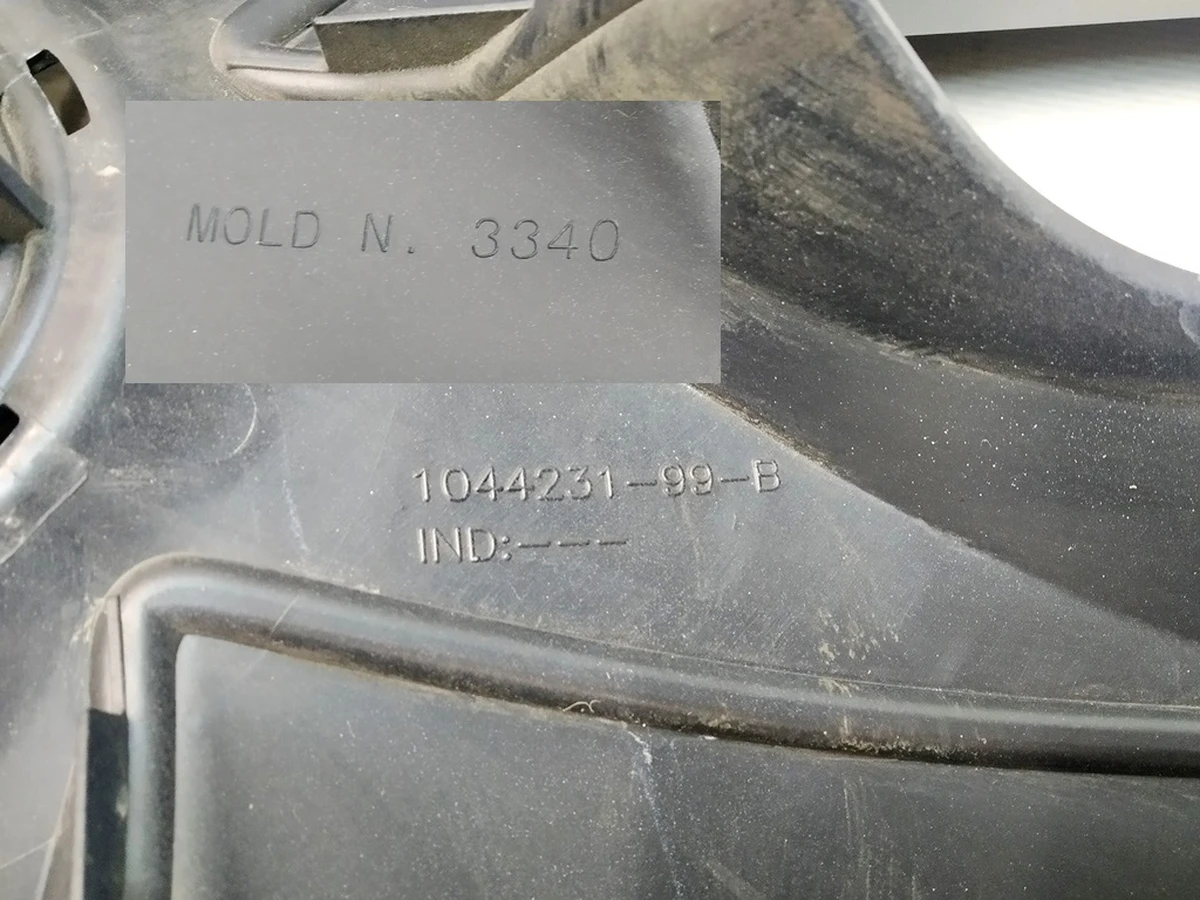 MOLD N. 3340
1044231-99-B
IND:---